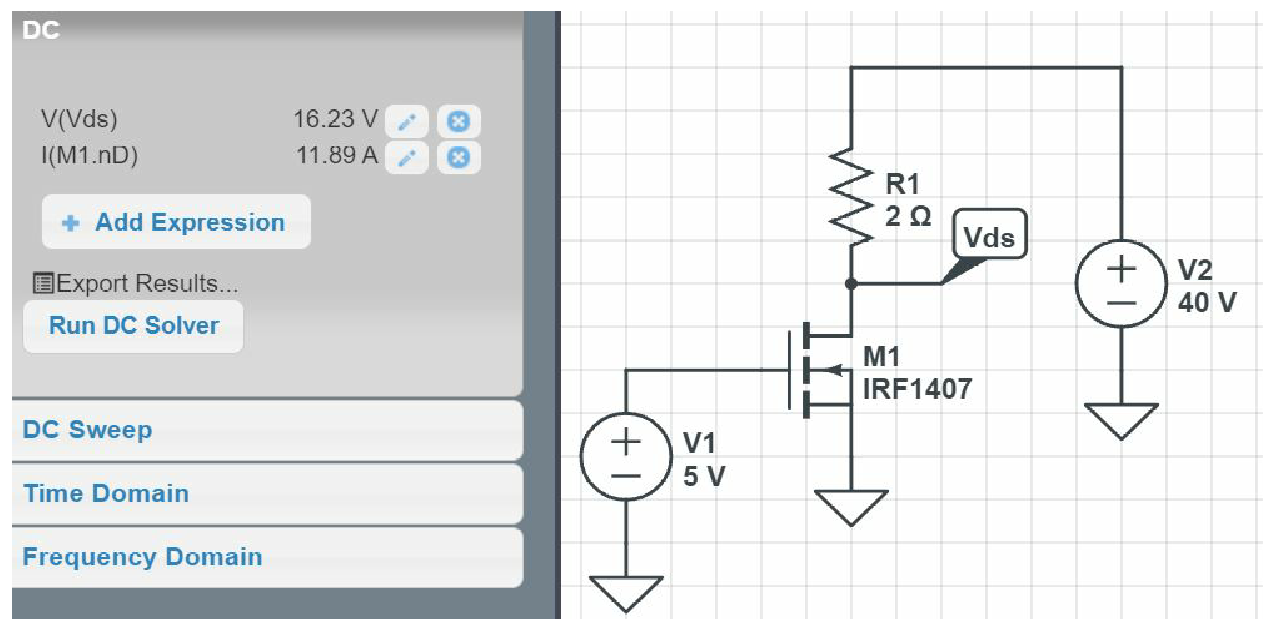 DC
V(Vds) 16.23 V
I(M1.nD) 11.89 A
+ Add Expression
Export Results...
Run DC Solver
DC Sweep
Time Domain
Frequency Domain
R1
2 Ω
Vds
V2
40 V
M1
IRF1407
V1
5 V